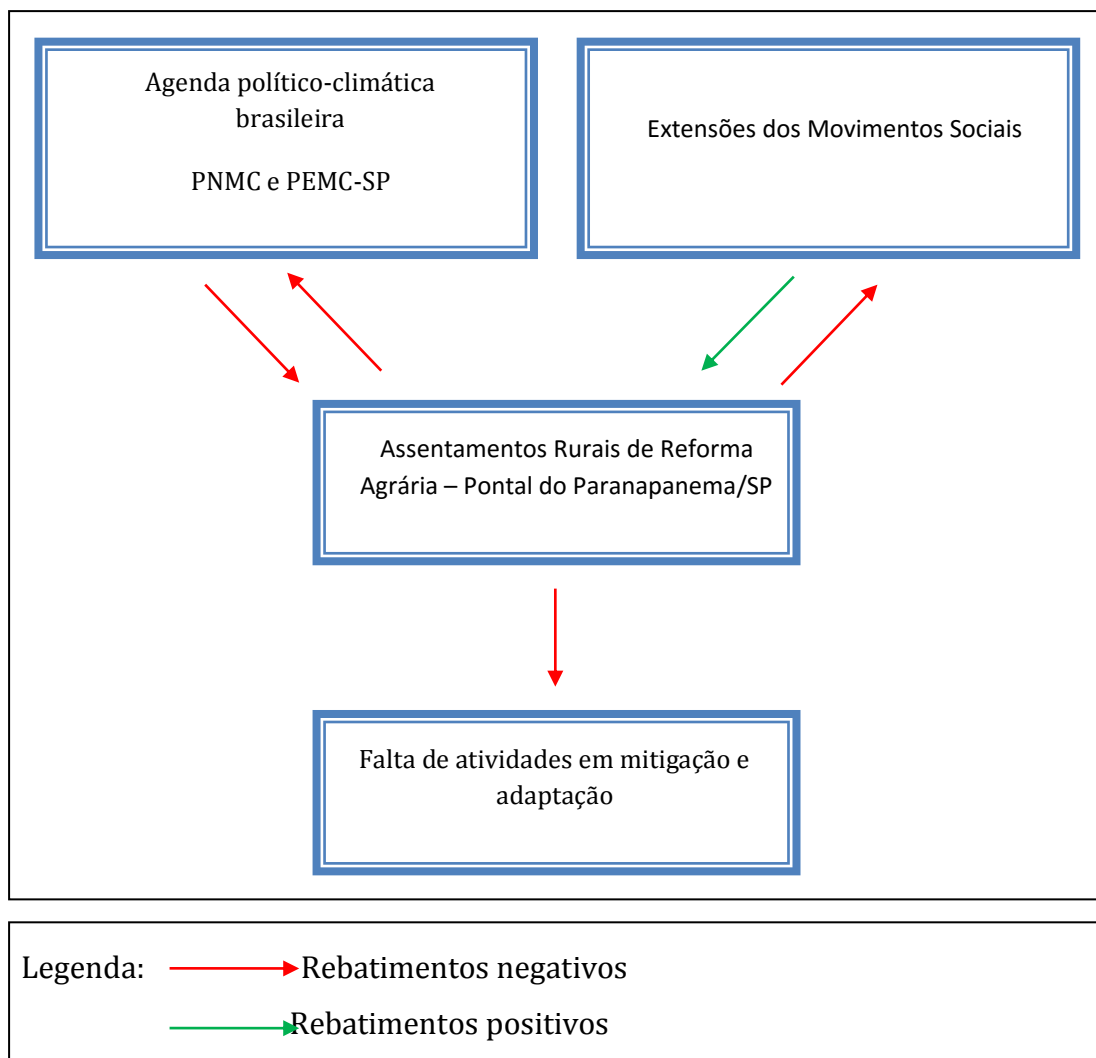 Agenda político-climática
brasileira
PNMC e PEMC-SP
Extensões dos Movimentos Sociais
Assentamentos Rurais de Reforma
Agrária – Pontal do Paranapanema/SP
Falta de atividades em mitigação e
adaptação
Legenda: Rebatimentos negativos
Rebatimentos positivos